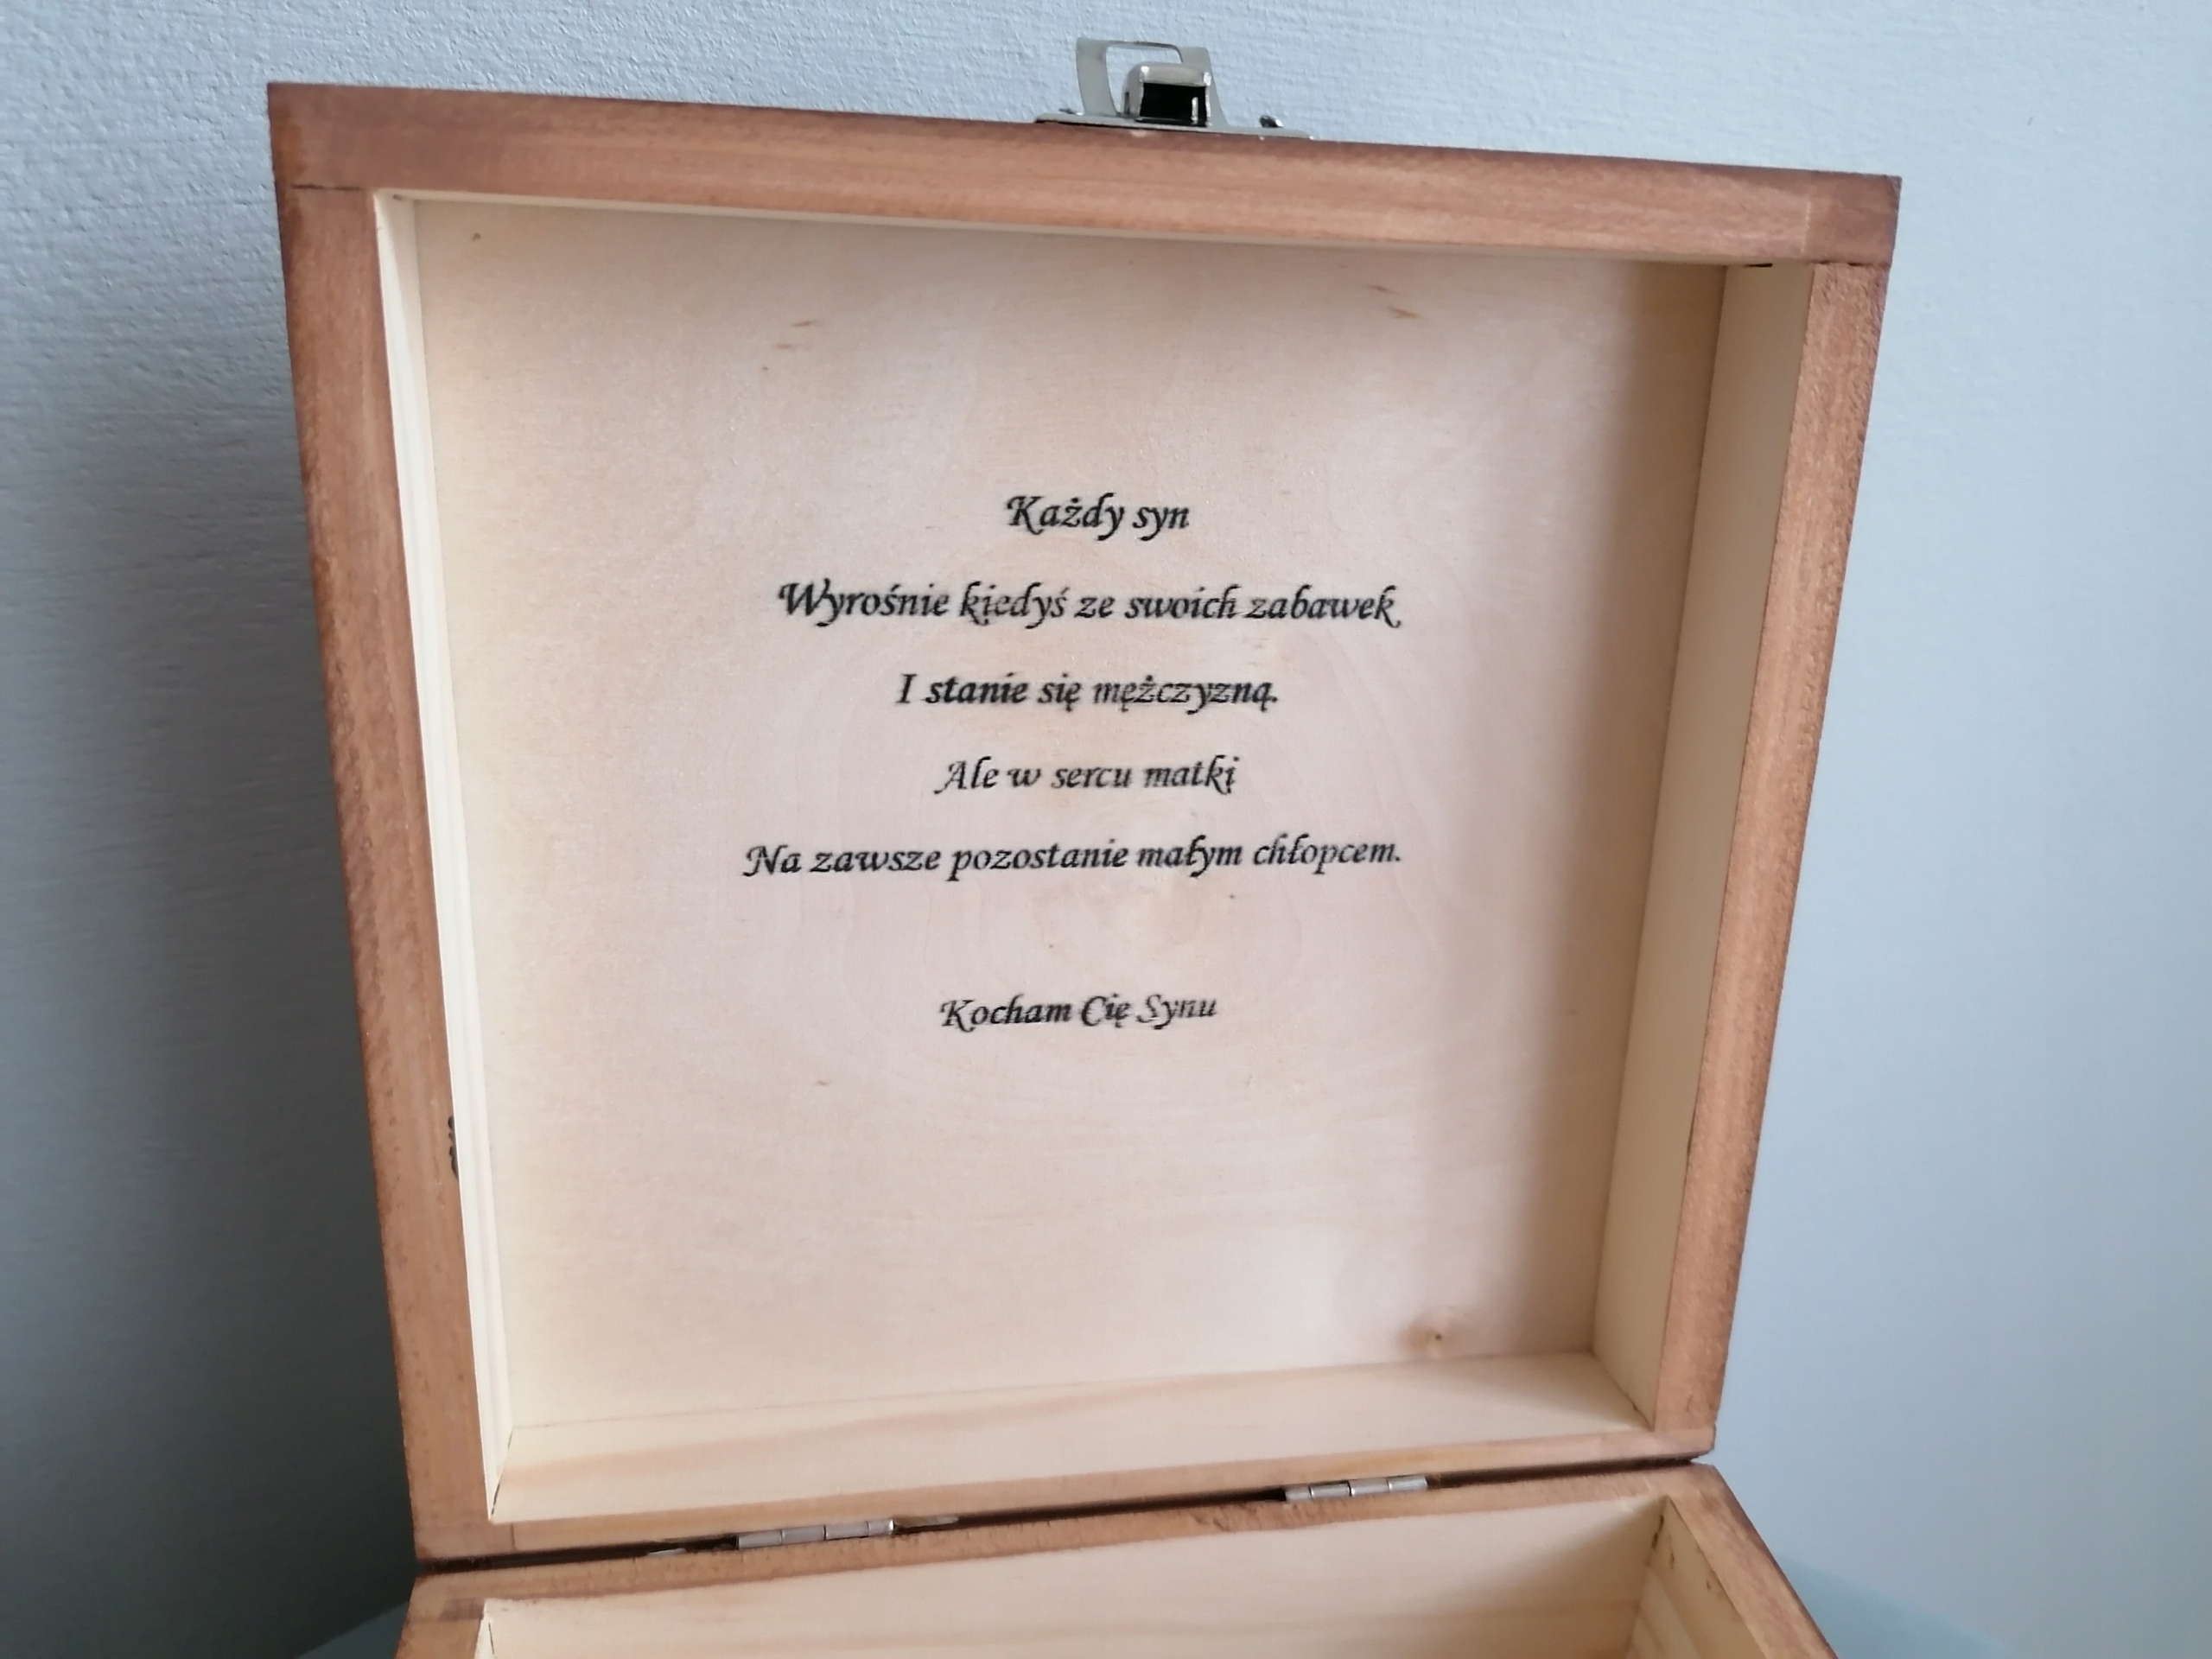 Każdy syn
Wyrośnie kiedyś ze swoich zabawek
I stanie się mężczyzną.
Ale w sercu matki
Na zawsze pozostanie małym chłopcem.
Kocham Cię Synu